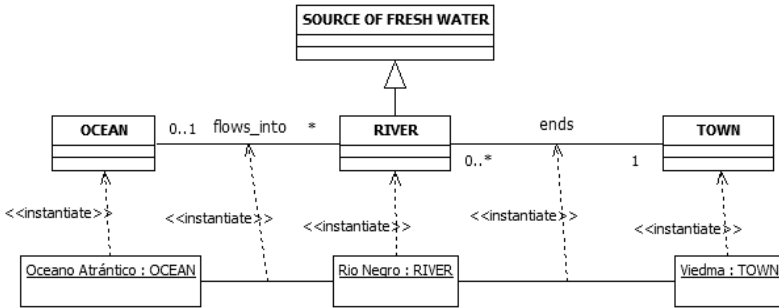 SOURCE OF FRESH WATER
OCEAN
0..1
flows_into
*
RIVER
ends
0..*
1
TOWN
<<instantiate>>
<<instantiate>>
<<instantiate>>
<<instantiate>>
<<instantiate>>
Oceano Atrántico : OCEAN
Rio Negro : RIVER
Viedma : TOWN